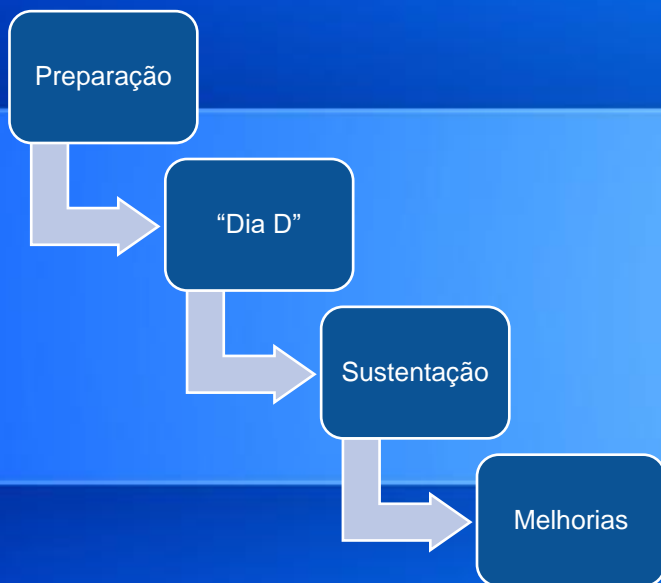 Preparação
“Dia D”
Sustentação
Melhorias